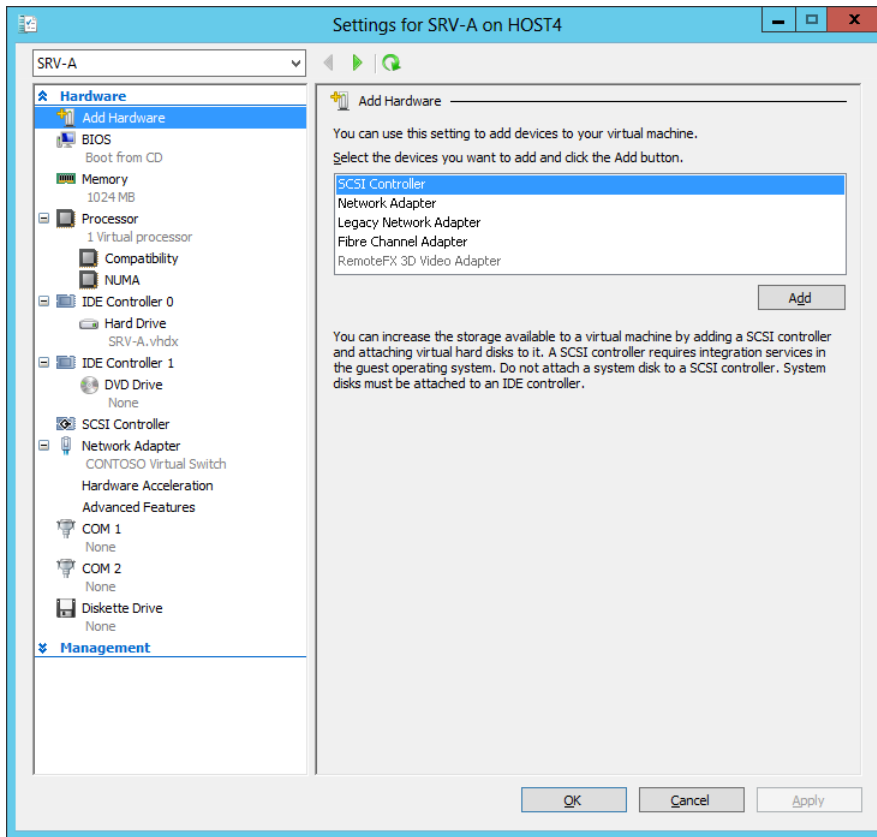 Settings for SRV-A on HOST4
SRV-A
Hardware
Add Hardware
BIOS
Boot from CD
Memory
1024 MB
Processor
1 Virtual processor
Compatibility
NUMA
IDE Controller 0
Hard Drive
SRV-A.vhdx
IDE Controller 1
DVD Drive
None
SCSI Controller
Network Adapter
CONTOSO Virtual Switch
Hardware Acceleration
Advanced Features
COM 1
None
COM 2
None
Diskette Drive
None
Management
Add Hardware
You can use this setting to add devices to your virtual machine.
Select the devices you want to add and click the Add button.
SCSI Controller
Network Adapter
Legacy Network Adapter
Fibre Channel Adapter
RemoteFX 3D Video Adapter
Add
You can increase the storage available to a virtual machine by adding a SCSI controller
and attaching virtual hard disks to it. A SCSI controller requires integration services in
the guest operating system. Do not attach a system disk to a SCSI controller. System
disks must be attached to an IDE controller.
OK
Cancel
Apply